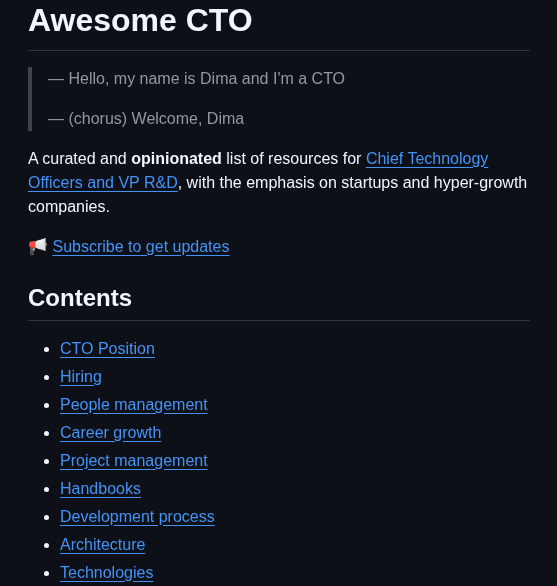 Awesome CTO
— Hello, my name is Dima and I'm a CTO
— (chorus) Welcome, Dima
A curated and opinionated list of resources for Chief Technology
Officers and VP R&D, with the emphasis on startups and hyper-growth
companies.
Subscribe to get updates
Contents
CTO Position
Hiring
People management
Career growth
Project management
Handbooks
Development process
Architecture
Technologies